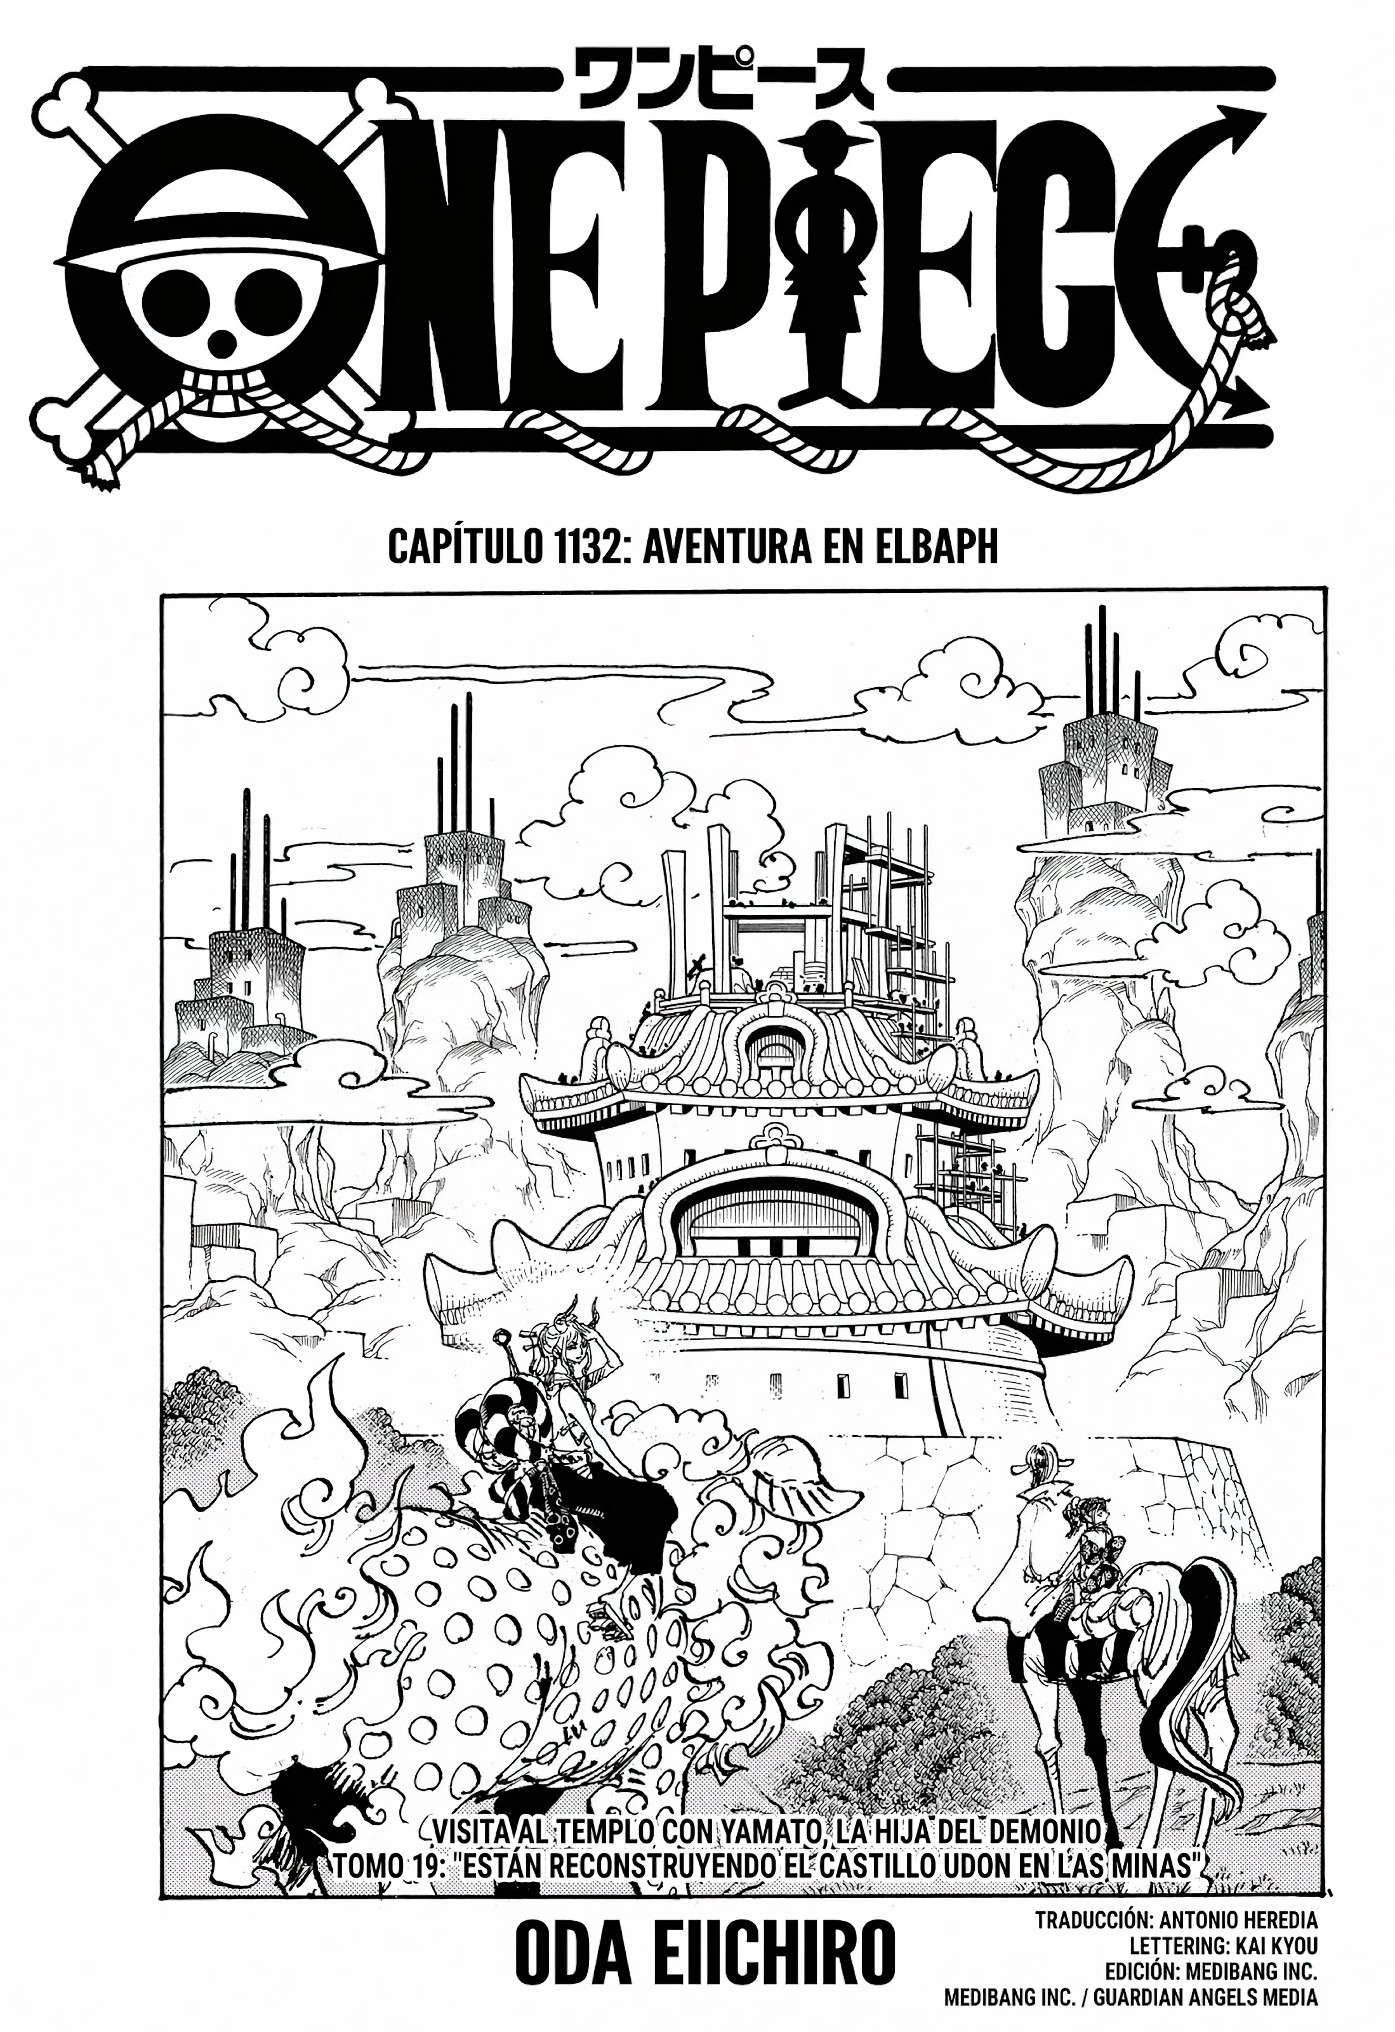 ワンピース
ONE PIECE
CAPÍTULO 1132: AVENTURA EN ELBAPH
VISITA AL TEMPLO CON YAMATO, LA HIJA DEL DEMONIO
TOMO 19: "ESTÁN RECONSTRUYENDO EL CASTILLO UDON EN LAS MINAS"
ODA EIICHIRO
TRADUCCIÓN: ANTONIO HEREDIA
LETTERING: KAI KYOU
EDICIÓN: MEDIBANG INC.
MEDIBANG INC. / GUARDIAN ANGELS MEDIA